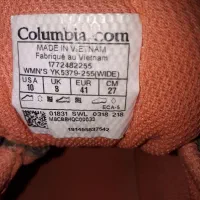 Columbia.com
MADE IN VIETNAM
Fabriqué au Vietnam
1772482255
WMN'S YK5379-255(WIDE)
USA UK EUR CM
10 8 41 27
ECA-5
01831 SWL 0318 218